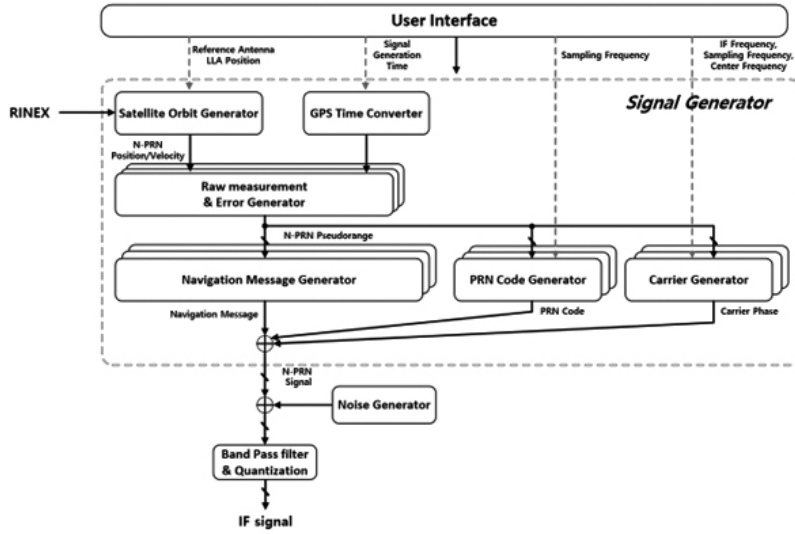 User Interface
Reference Antenna
LLA Position
Signal
Generation
Time
Sampling Frequency
IF Frequency,
Sampling Frequency,
Center Frequency
Signal Generator
RINEX
Satellite Orbit Generator
GPS Time Converter
N-PRN
Position/Velocity
Raw measurement
& Error Generator
N-PRN Pseudorange
Navigation Message Generator
PRN Code Generator
Carrier Generator
Navigation Message
PRN Code
Carrier Phase
N-PRN
Signal
Noise Generator
Band Pass filter
& Quantization
IF signal